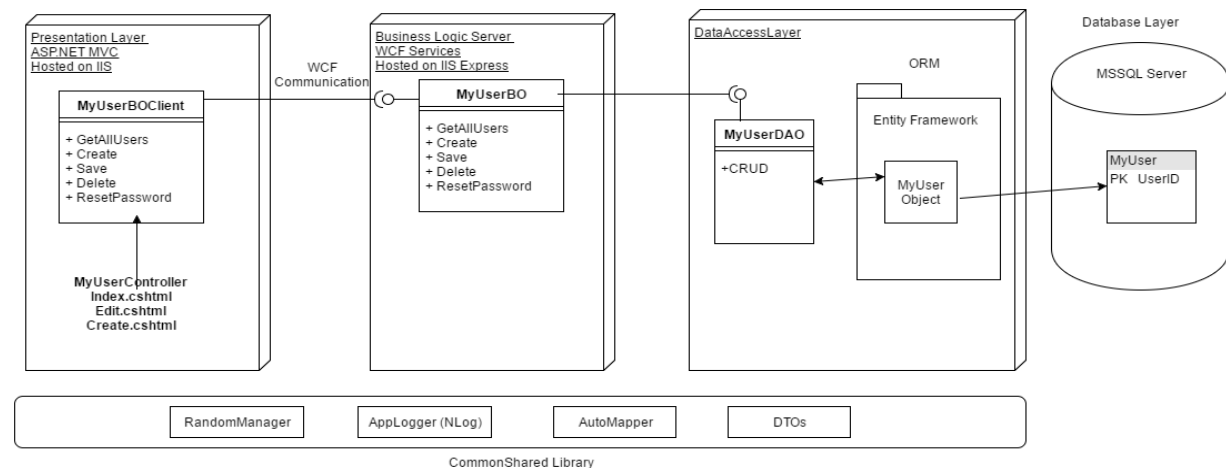 Presentation Layer
ASP.NET MVC
Hosted on IIS
MyUserBOClient
+ GetAllUsers
+ Create
+ Save
+ Delete
+ ResetPassword
MyUserController
Index.cshtml
Edit.cshtml
Create.cshtml
WCF
Communication
Business Logic Server
WCF Services
Hosted on IIS Express
MyUserBO
+ GetAllUsers
+ Create
+ Save
+ Delete
+ ResetPassword
DataAccessLayer
MyUserDAO
+CRUD
ORM
Entity Framework
MyUser
Object
Database Layer
MSSQL Server
MyUser
PK UserID
RandomManager
AppLogger (NLog)
AutoMapper
DTOs
CommonShared Library